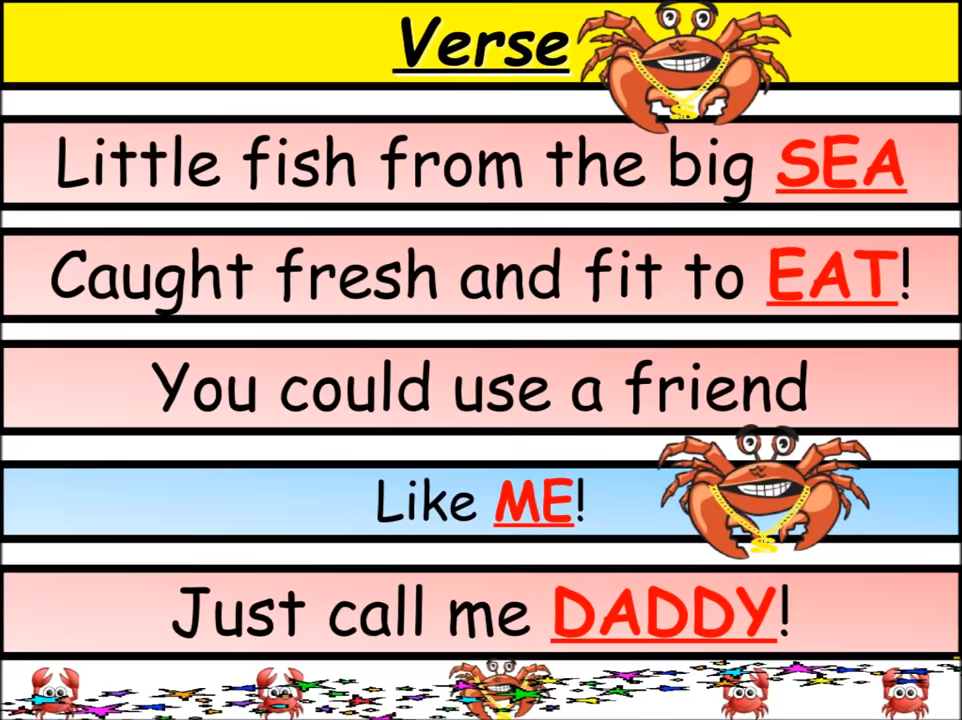 Verse
Little fish from the big SEA
Caught fresh and fit to EAT!
You could use a friend
Like ME!
Just call me DADDY!